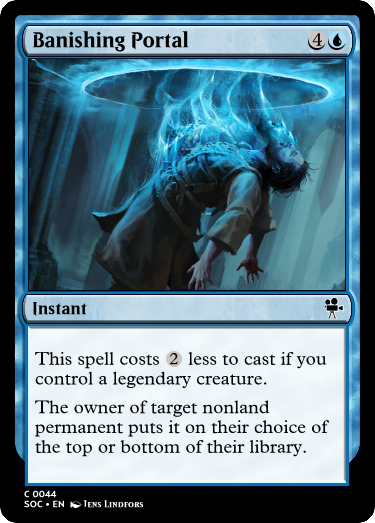 Banishing Portal 4
Instant
This spell costs 2 less to cast if you
control a legendary creature.
The owner of target nonland
permanent puts it on their choice of
the top or bottom of their library.
C 0044
SOC • EN Jens Lindfors